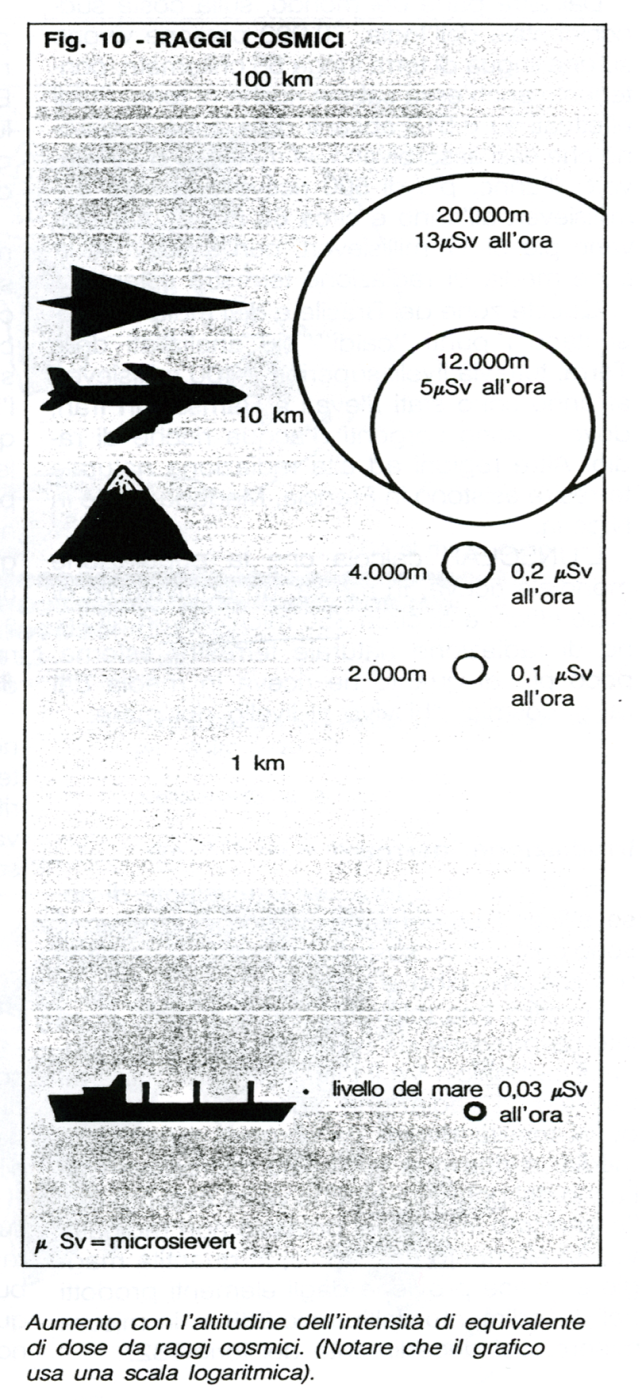 Fig. 10 - RAGGI COSMICI
100 km
20.000m
13μSv all'ora
12.000m
5μSv all'ora
10 km
4.000m
0,2 μSv
all'ora
2.000m
0,1 μSv
all'ora
1 km
livello del mare 0,03 μSv
all'ora
μ Sv = microsievert
Aumento con l'altitudine dell'intensità di equivalente
di dose da raggi cosmici. (Notare che il grafico
usa una scala logaritmica).